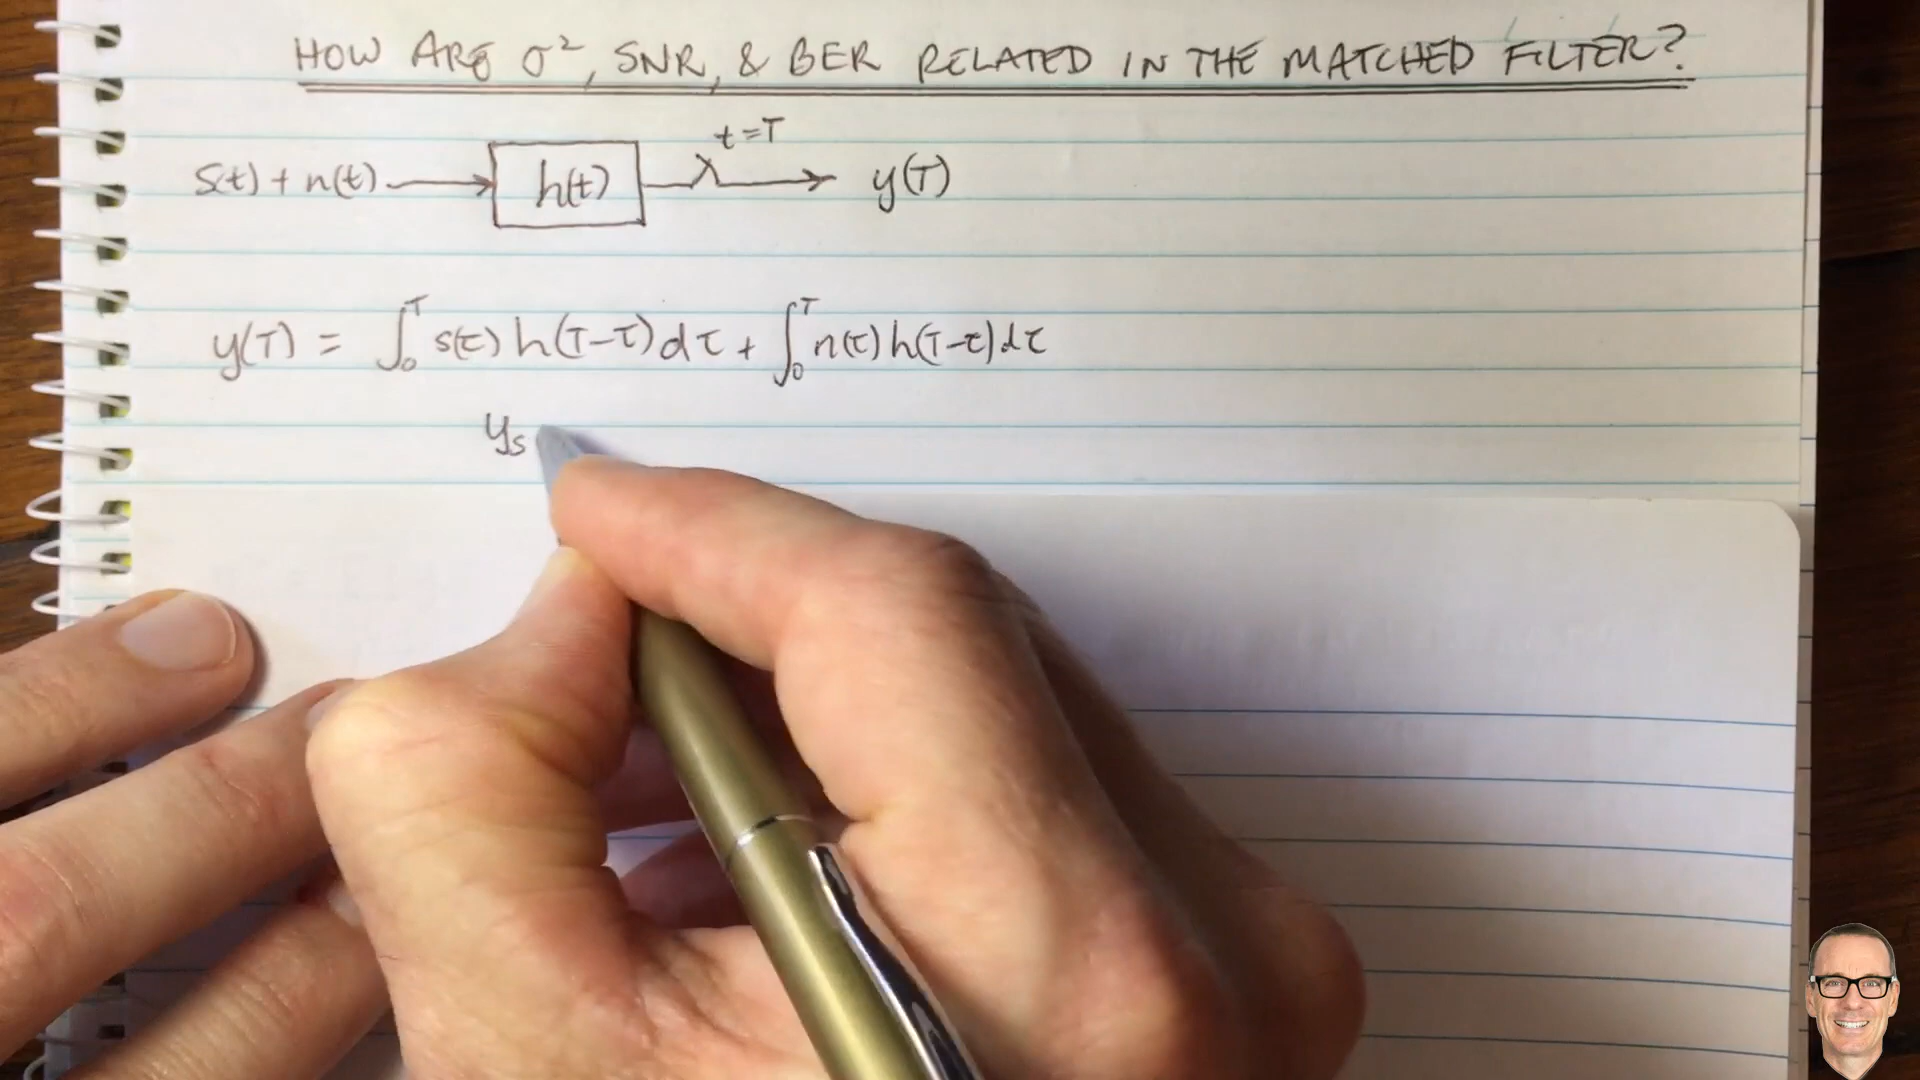 HOW ARE σ², SNR, & BER RELATED IN THE MATCHED FILTER?
t=T
s(t)+n(t) → h(t) → y(T)
y(T) = ∫₀ᵀ s(τ) h(T-τ) dτ + ∫₀ᵀ n(τ) h(T-τ) dτ
yₛ